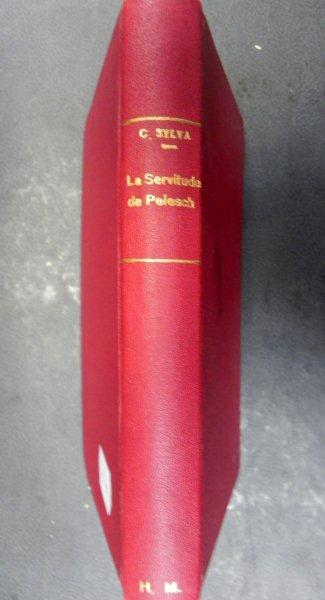 C. SYLVA
La Servitude
de Pelesch
H. M.